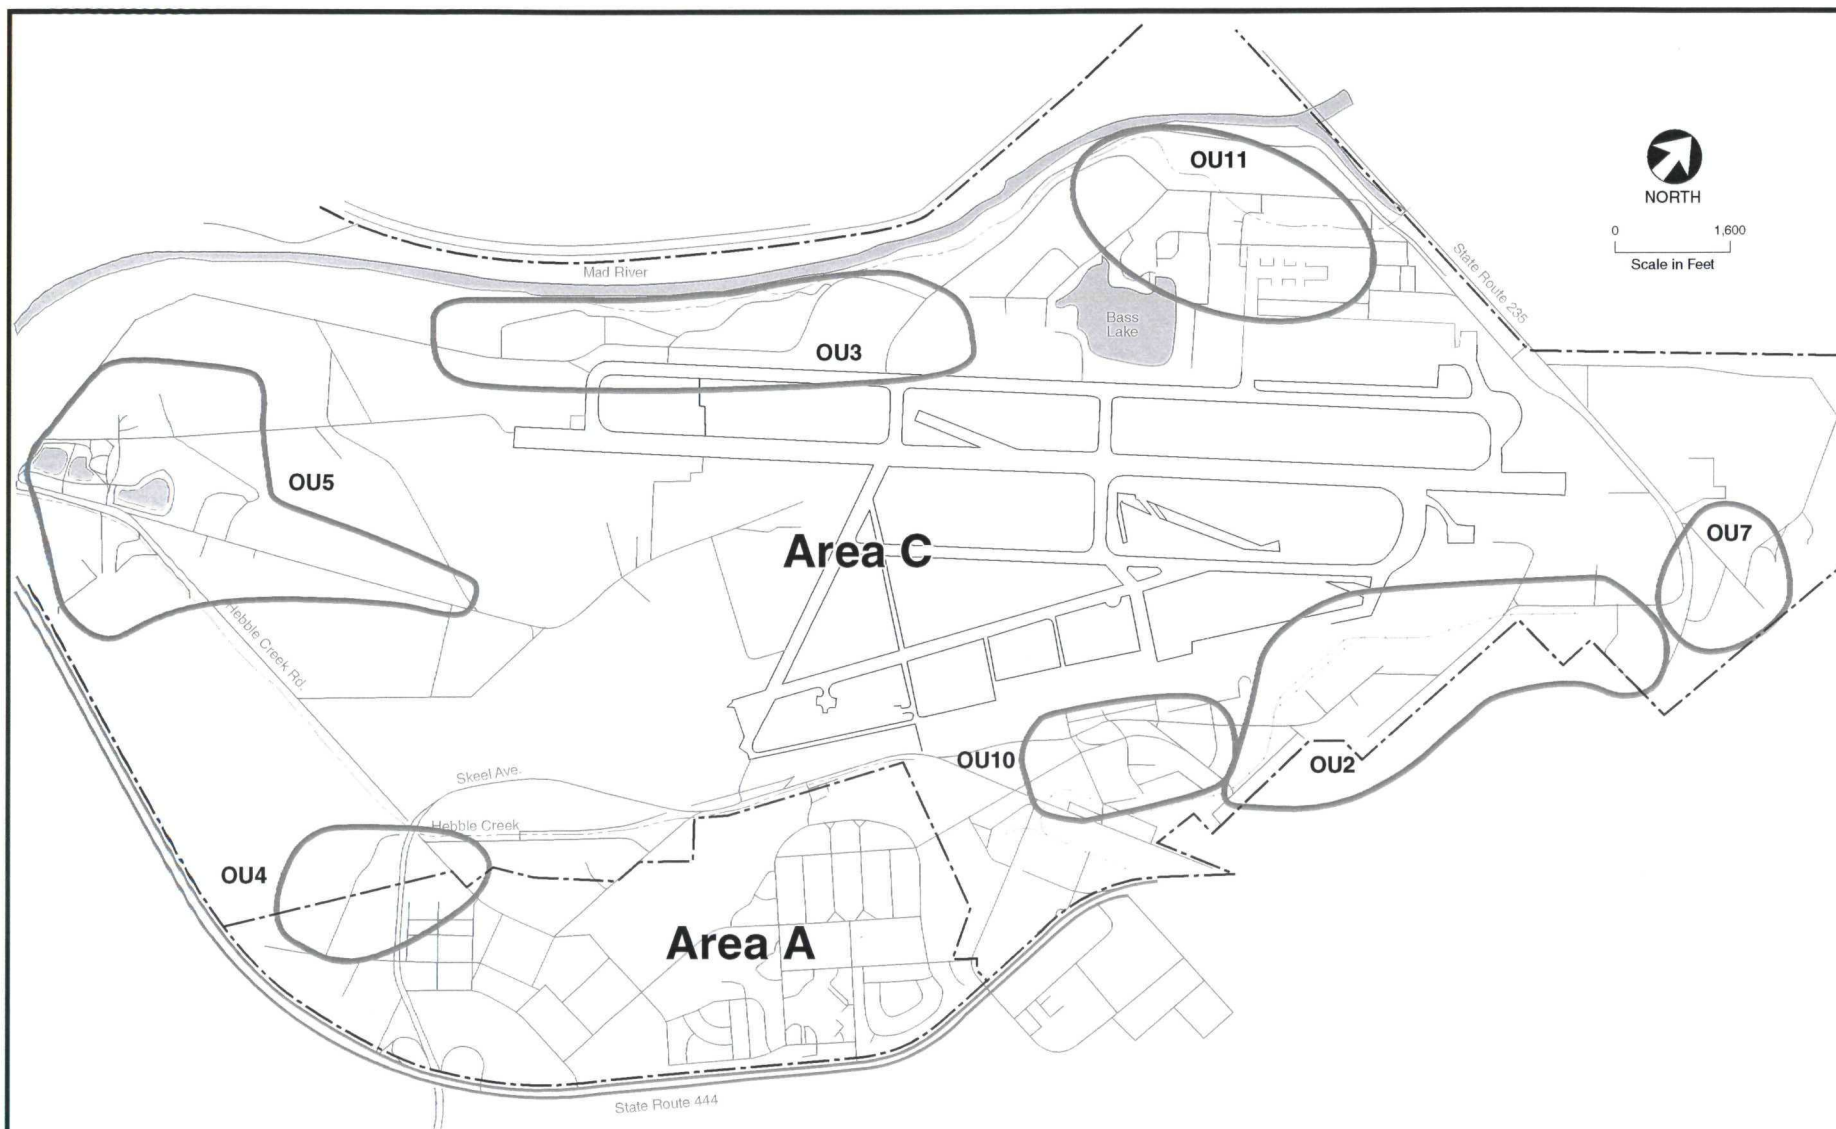 OU11
NORTH
0 1,600
Scale in Feet
State Route 235
Mad River
Bass
Lake
OU3
OU5
OU7
Area C
Hebble Creek Rd.
OU10
OU2
Skeel Ave.
Hebble Creek
OU4
Area A
State Route 444